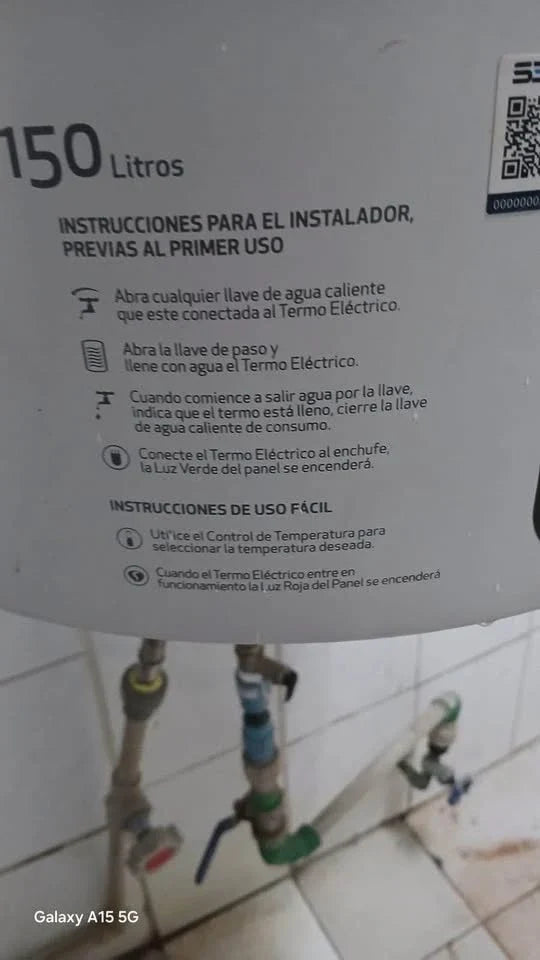 150 Litros
INSTRUCCIONES PARA EL INSTALADOR,
PREVIAS AL PRIMER USO
Abra cualquier llave de agua caliente
que este conectada al Termo Eléctrico.
Abra la llave de paso y
llene con agua el Termo Eléctrico.
Cuando comience a salir agua por la llave,
indica que el termo está lleno, cierre la llave
de agua caliente de consumo.
Conecte el Termo Eléctrico al enchufe,
la Luz Verde del panel se encenderá.
INSTRUCCIONES DE USO FÁCIL
Utilice el Control de Temperatura para
seleccionar la temperatura deseada.
Cuando el Termo Eléctrico entre en
funcionamiento la Luz Roja del Panel se encenderá
Galaxy A15 5G